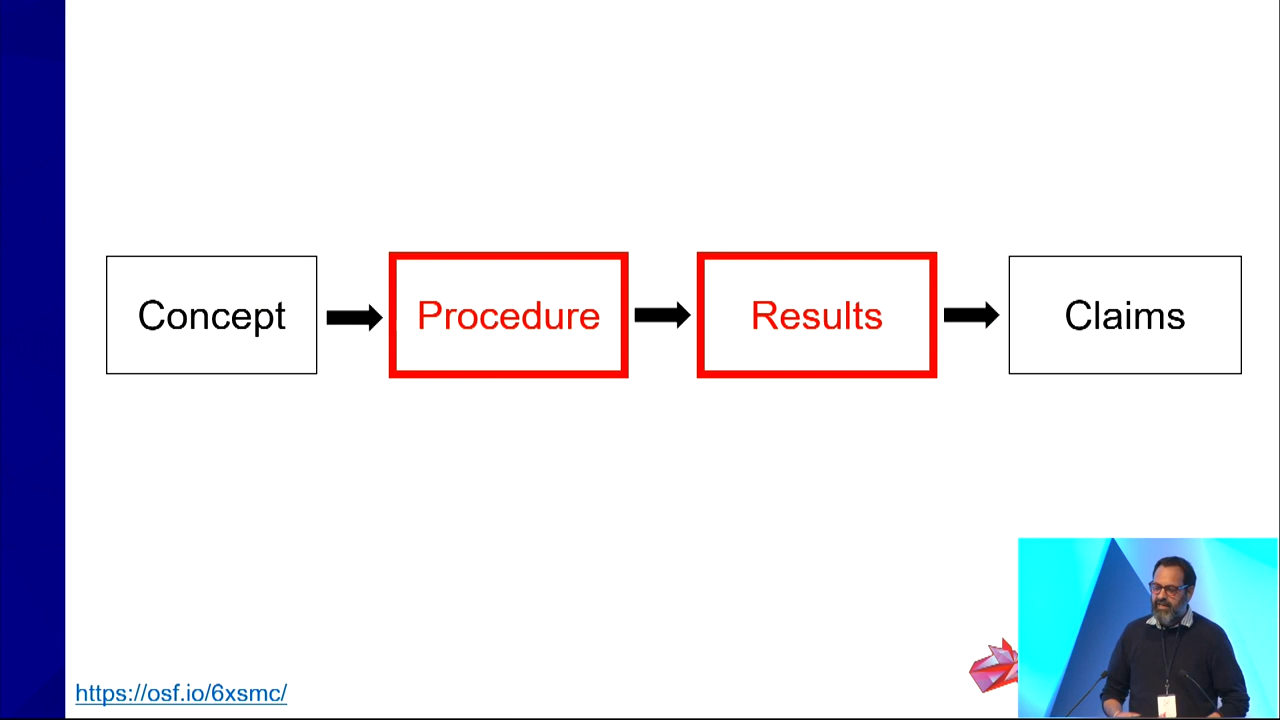 Concept
Procedure
Results
Claims
https://osf.io/6xsmc/